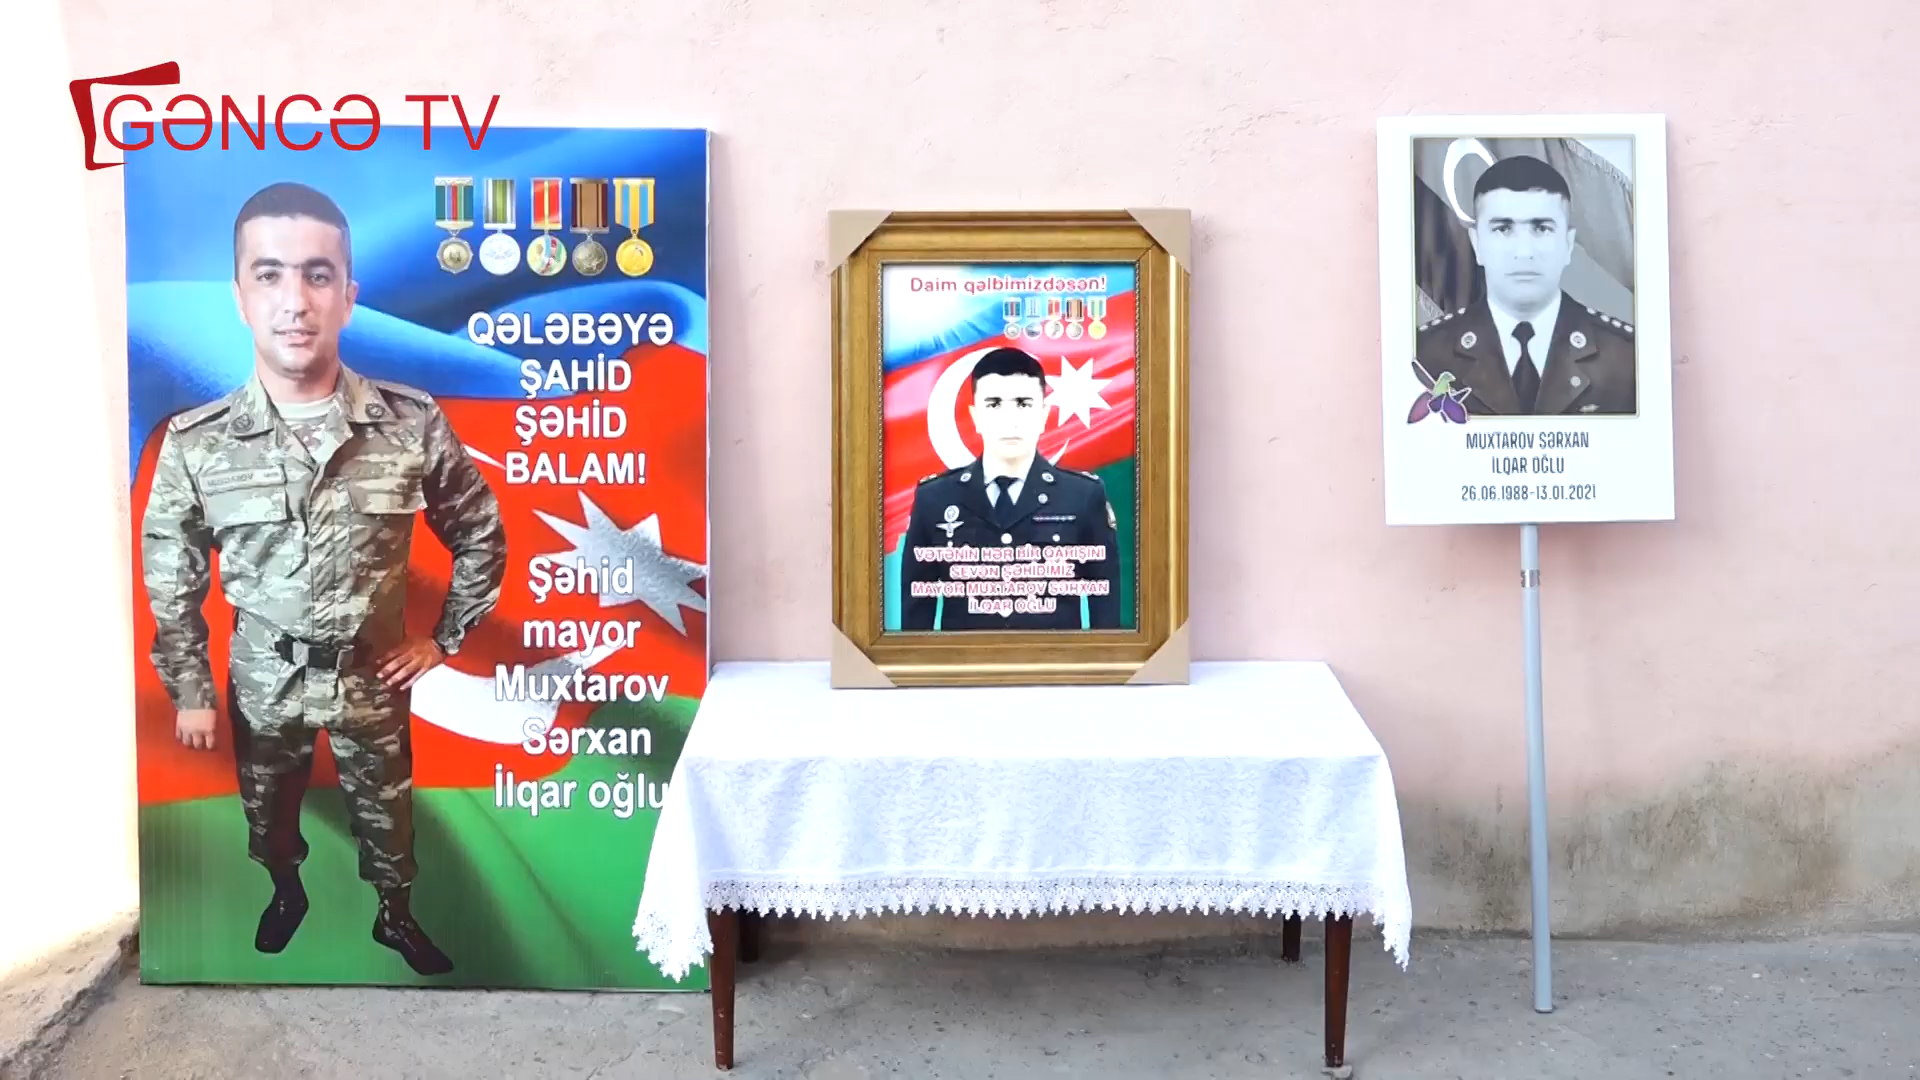 GƏNCƏ TV
QƏLƏBƏYƏ
ŞAHİD
ŞƏHİD
BALAM!
Şəhid
mayor
Muxtarov
Sərxan
İlqar oğlu
Daim qəlbimizdəsən!
VƏTƏNİN HƏR BİR QARIŞINI
SEVƏN ŞƏHİDİMİZ
MAYOR MUXTAROV SƏRXAN
İLQAR OĞLU
MUXTAROV SƏRXAN
İLQAR OĞLU
26.06.1988-13.01.2021